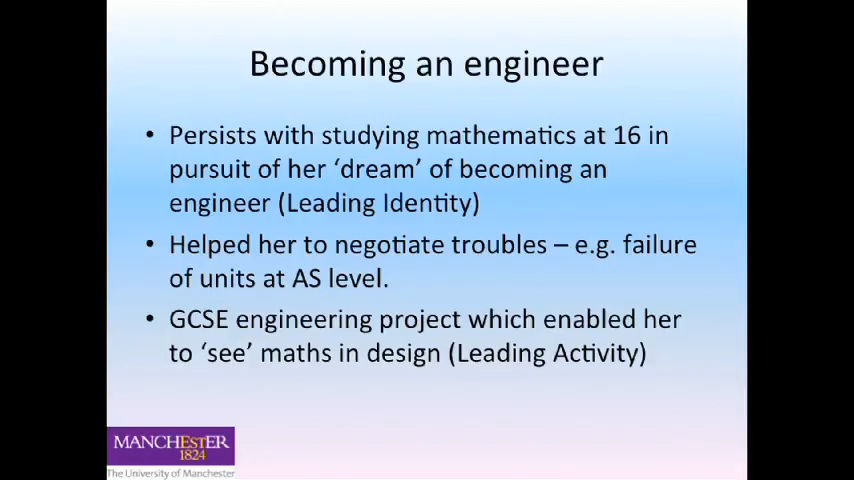 Becoming an engineer
• Persists with studying mathematics at 16 in
pursuit of her ‘dream’ of becoming an
engineer (Leading Identity)
• Helped her to negotiate troubles – e.g. failure
of units at AS level.
• GCSE engineering project which enabled her
to ‘see’ maths in design (Leading Activity)
MANCHESTER
1824
The University of Manchester